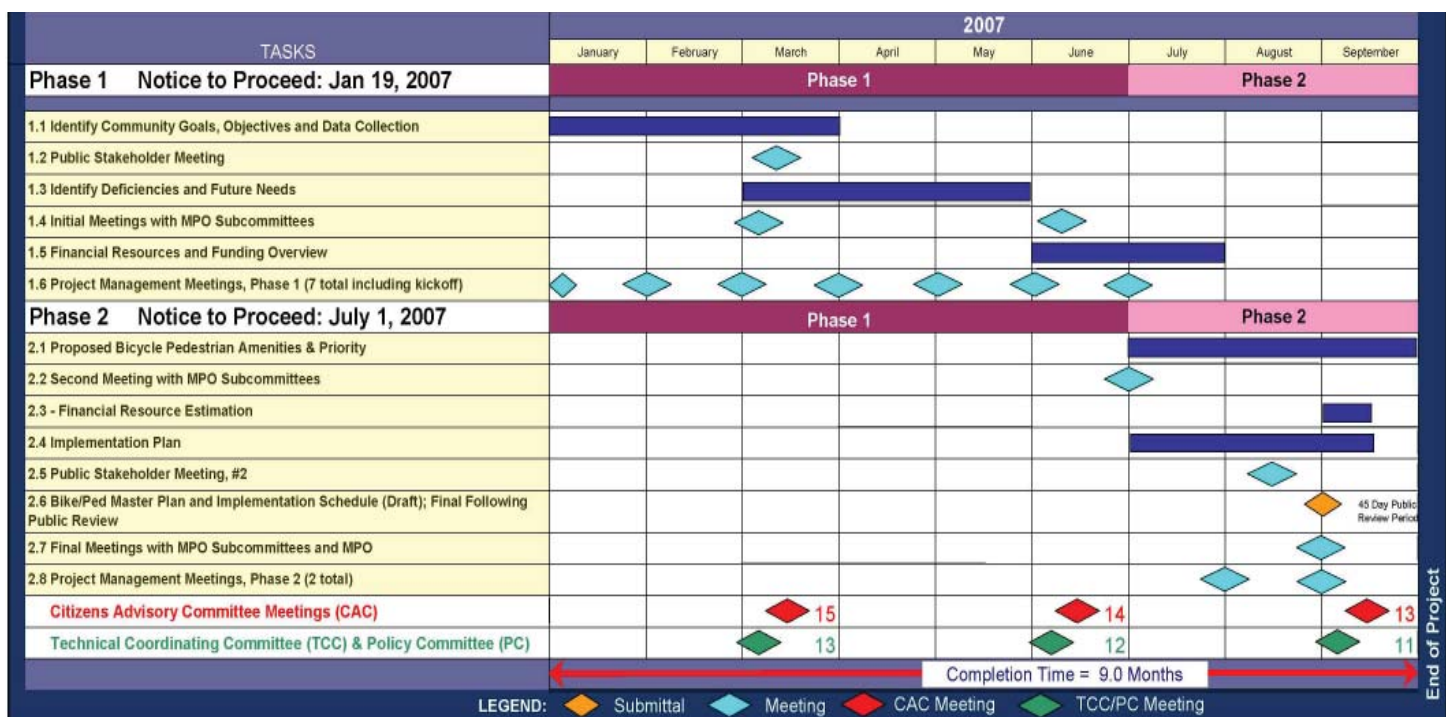 2007
TASKS January February March April May June July August September
Phase 1 Notice to Proceed: Jan 19, 2007 Phase 1 Phase 2
1.1 Identify Community Goals, Objectives and Data Collection
1.2 Public Stakeholder Meeting
1.3 Identify Deficiencies and Future Needs
1.4 Initial Meetings with MPO Subcommittees
1.5 Financial Resources and Funding Overview
1.6 Project Management Meetings, Phase 1 (7 total including kickoff)
Phase 2 Notice to Proceed: July 1, 2007 Phase 1 Phase 2
2.1 Proposed Bicycle Pedestrian Amenities & Priority
2.2 Second Meeting with MPO Subcommittees
2.3 - Financial Resource Estimation
2.4 Implementation Plan
2.5 Public Stakeholder Meeting, #2
2.6 Bike/Ped Master Plan and Implementation Schedule (Draft); Final Following
Public Review
45 Day Public
Review Period
2.7 Final Meetings with MPO Subcommittees and MPO
2.8 Project Management Meetings, Phase 2 (2 total)
Citizens Advisory Committee Meetings (CAC) 15 14 13
Technical Coordinating Committee (TCC) & Policy Committee (PC) 13 12 11
Completion Time = 9.0 Months
End of Project
LEGEND: Submittal Meeting CAC Meeting TCC/PC Meeting